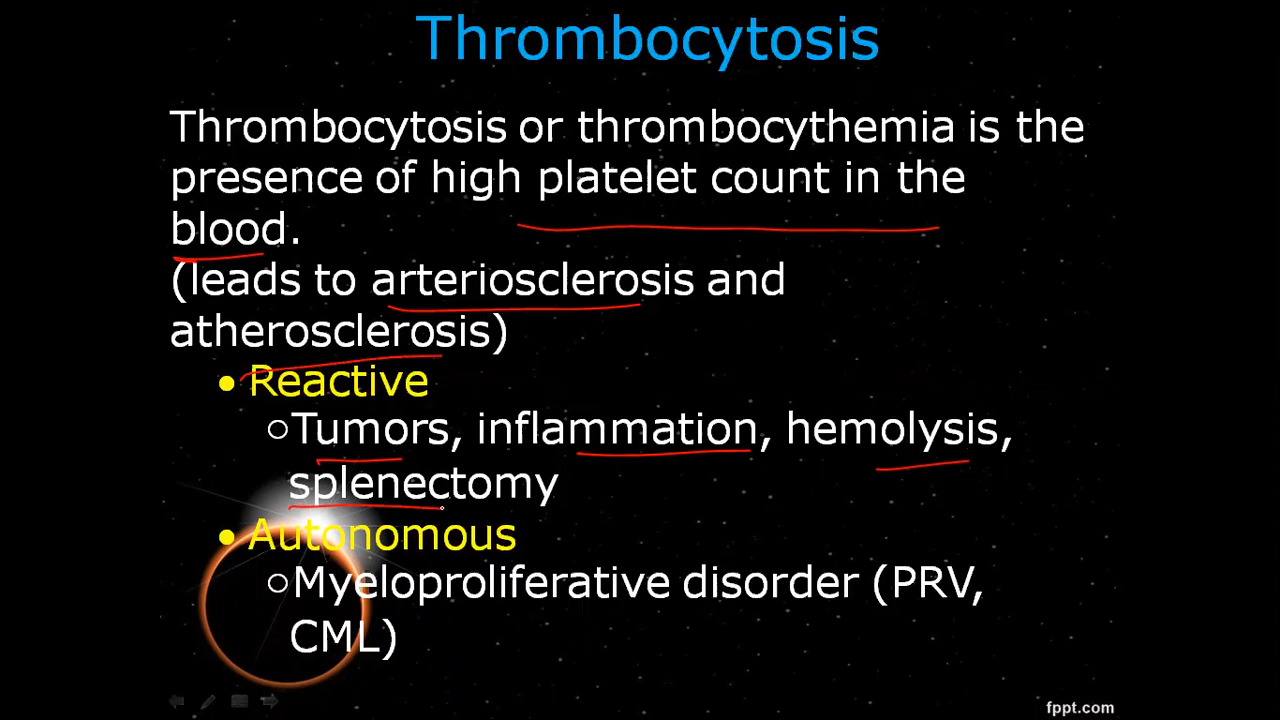 Thrombocytosis
Thrombocytosis or thrombocythemia is the
presence of high platelet count in the
blood.
(leads to arteriosclerosis and
atherosclerosis)
• Reactive
○Tumors, inflammation, hemolysis,
splenectomy
• Autonomous
○Myeloproliferative disorder (PRV,
CML)
fppt.com